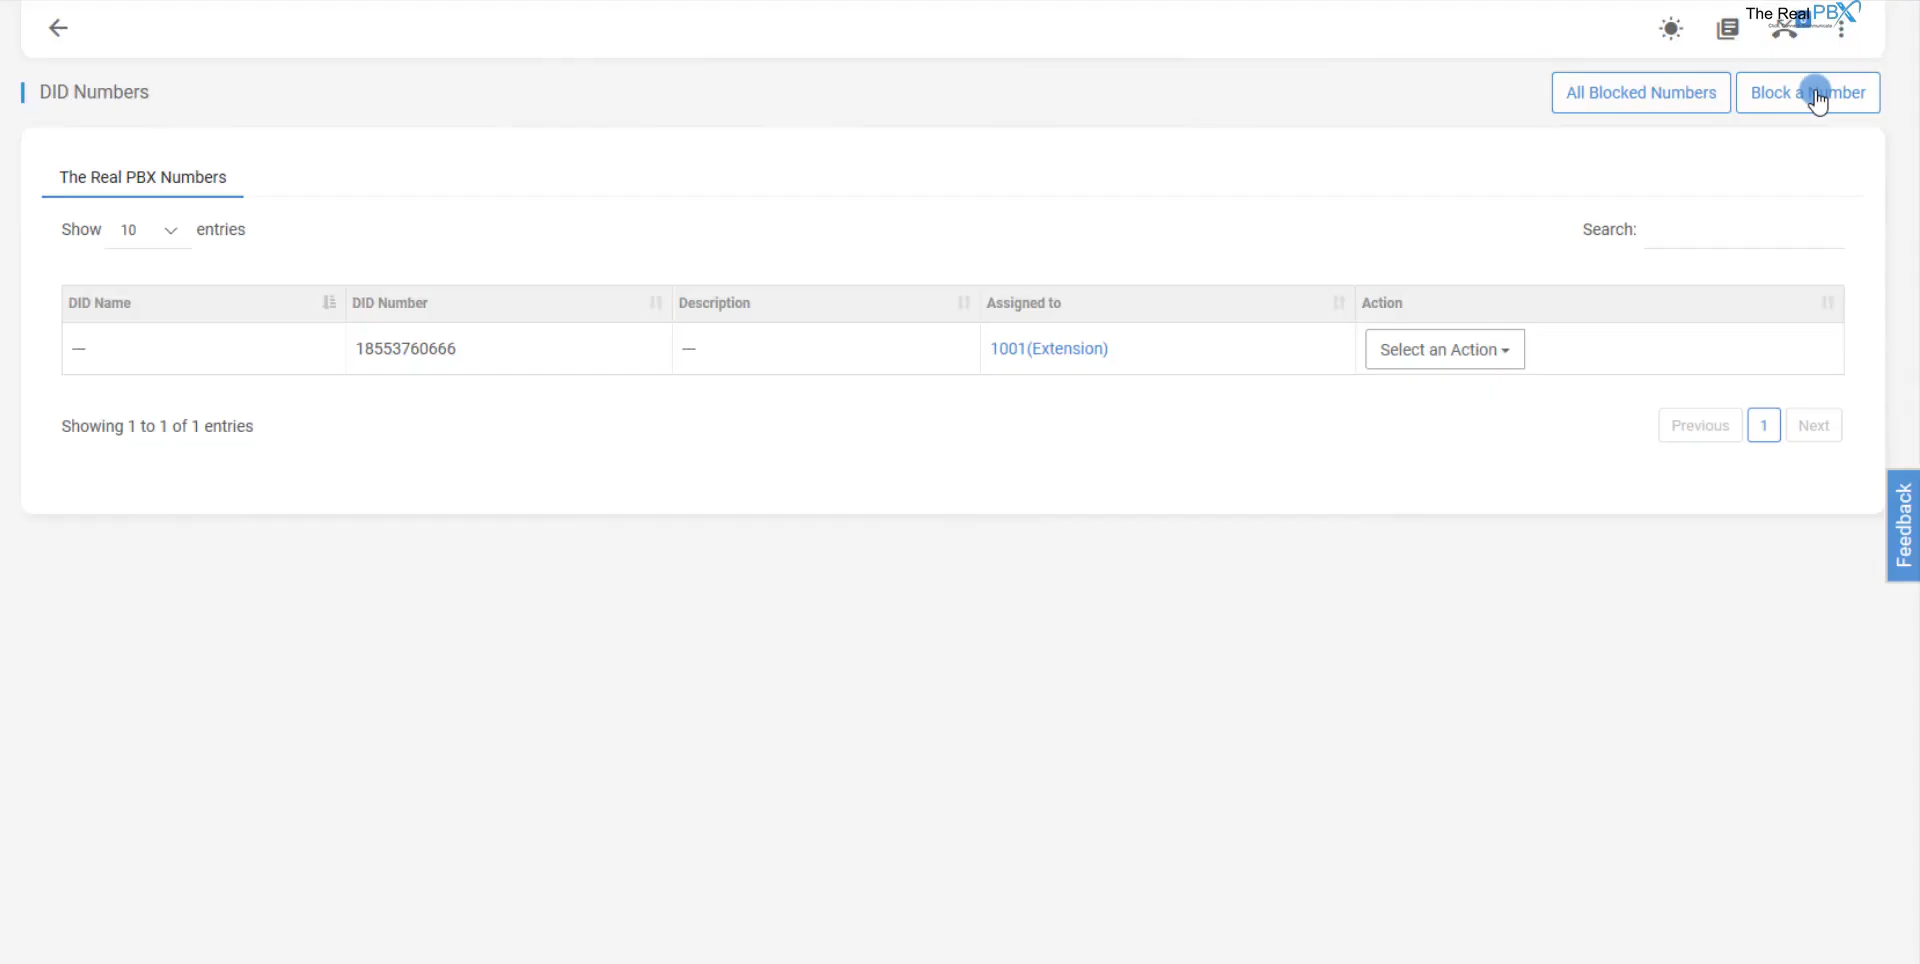 The Real PBX
DID Numbers
All Blocked Numbers
Block a Number
The Real PBX Numbers
Show 10 entries
Search:
DID Name DID Number Description Assigned to Action
— 18553760666 — 1001(Extension) Select an Action
Showing 1 to 1 of 1 entries
Previous 1 Next
Feedback